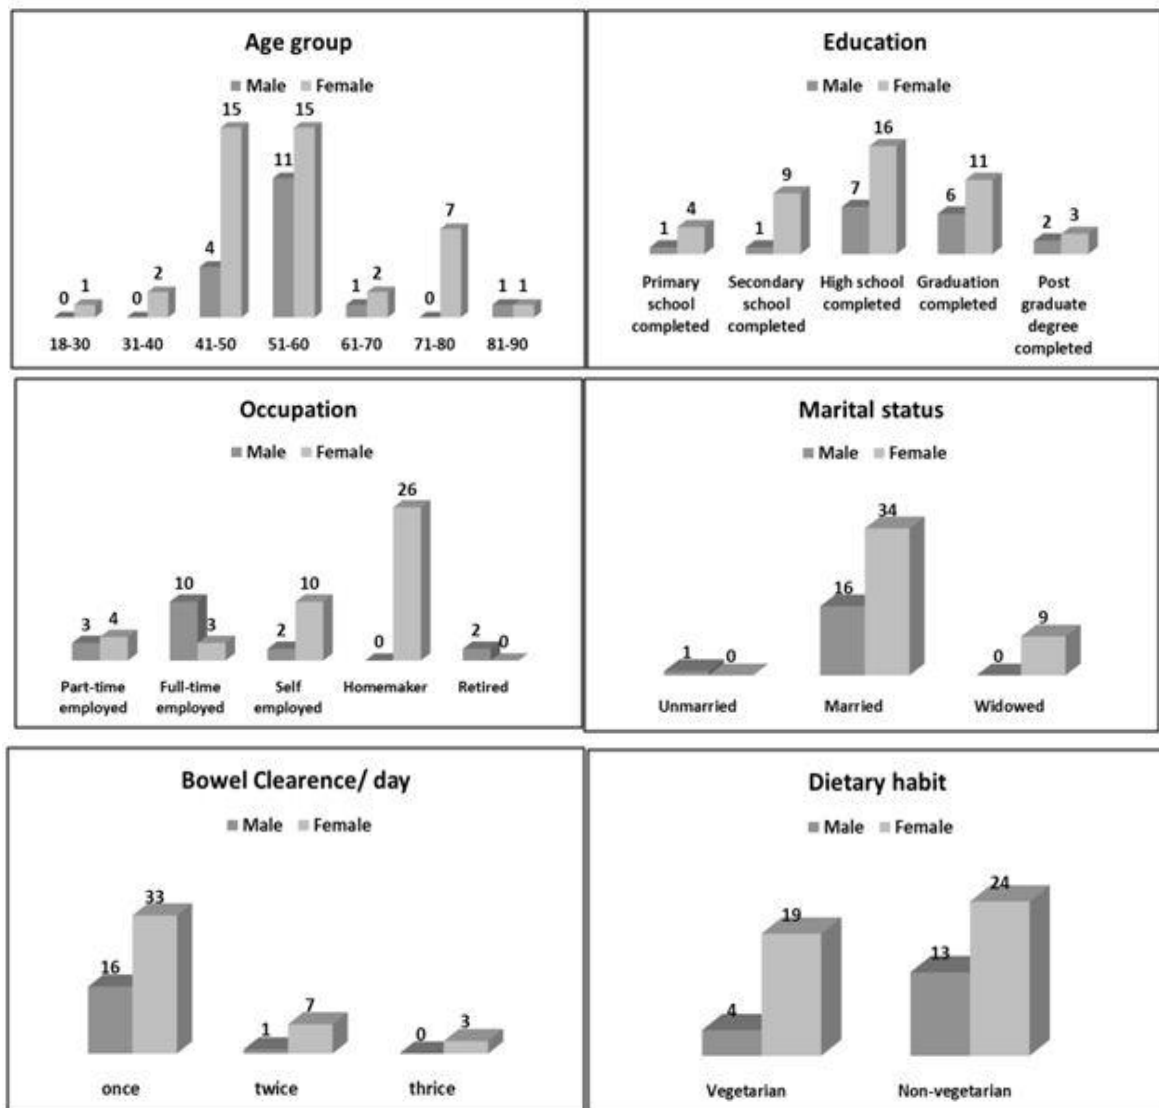 Age group
Male Female
15 15
11
7
4
2 2
1 1 1 1
0 0 0
18-30 31-40 41-50 51-60 61-70 71-80 81-90
Education
Male Female
16
11
9
7
6
4
3
2
1 1
Primary school completed Secondary school completed High school completed Graduation completed Post graduate degree completed
Occupation
Male Female
26
10 10
3 4 3 2 0 2 0
Part-time employed Full-time employed Self employed Homemaker Retired
Marital status
Male Female
34
16
9
1 0 0
Unmarried Married Widowed
Bowel Clearence/ day
Male Female
33
16
7
1 0 3
once twice thrice
Dietary habit
Male Female
24
19
13
4
Vegetarian Non-vegetarian